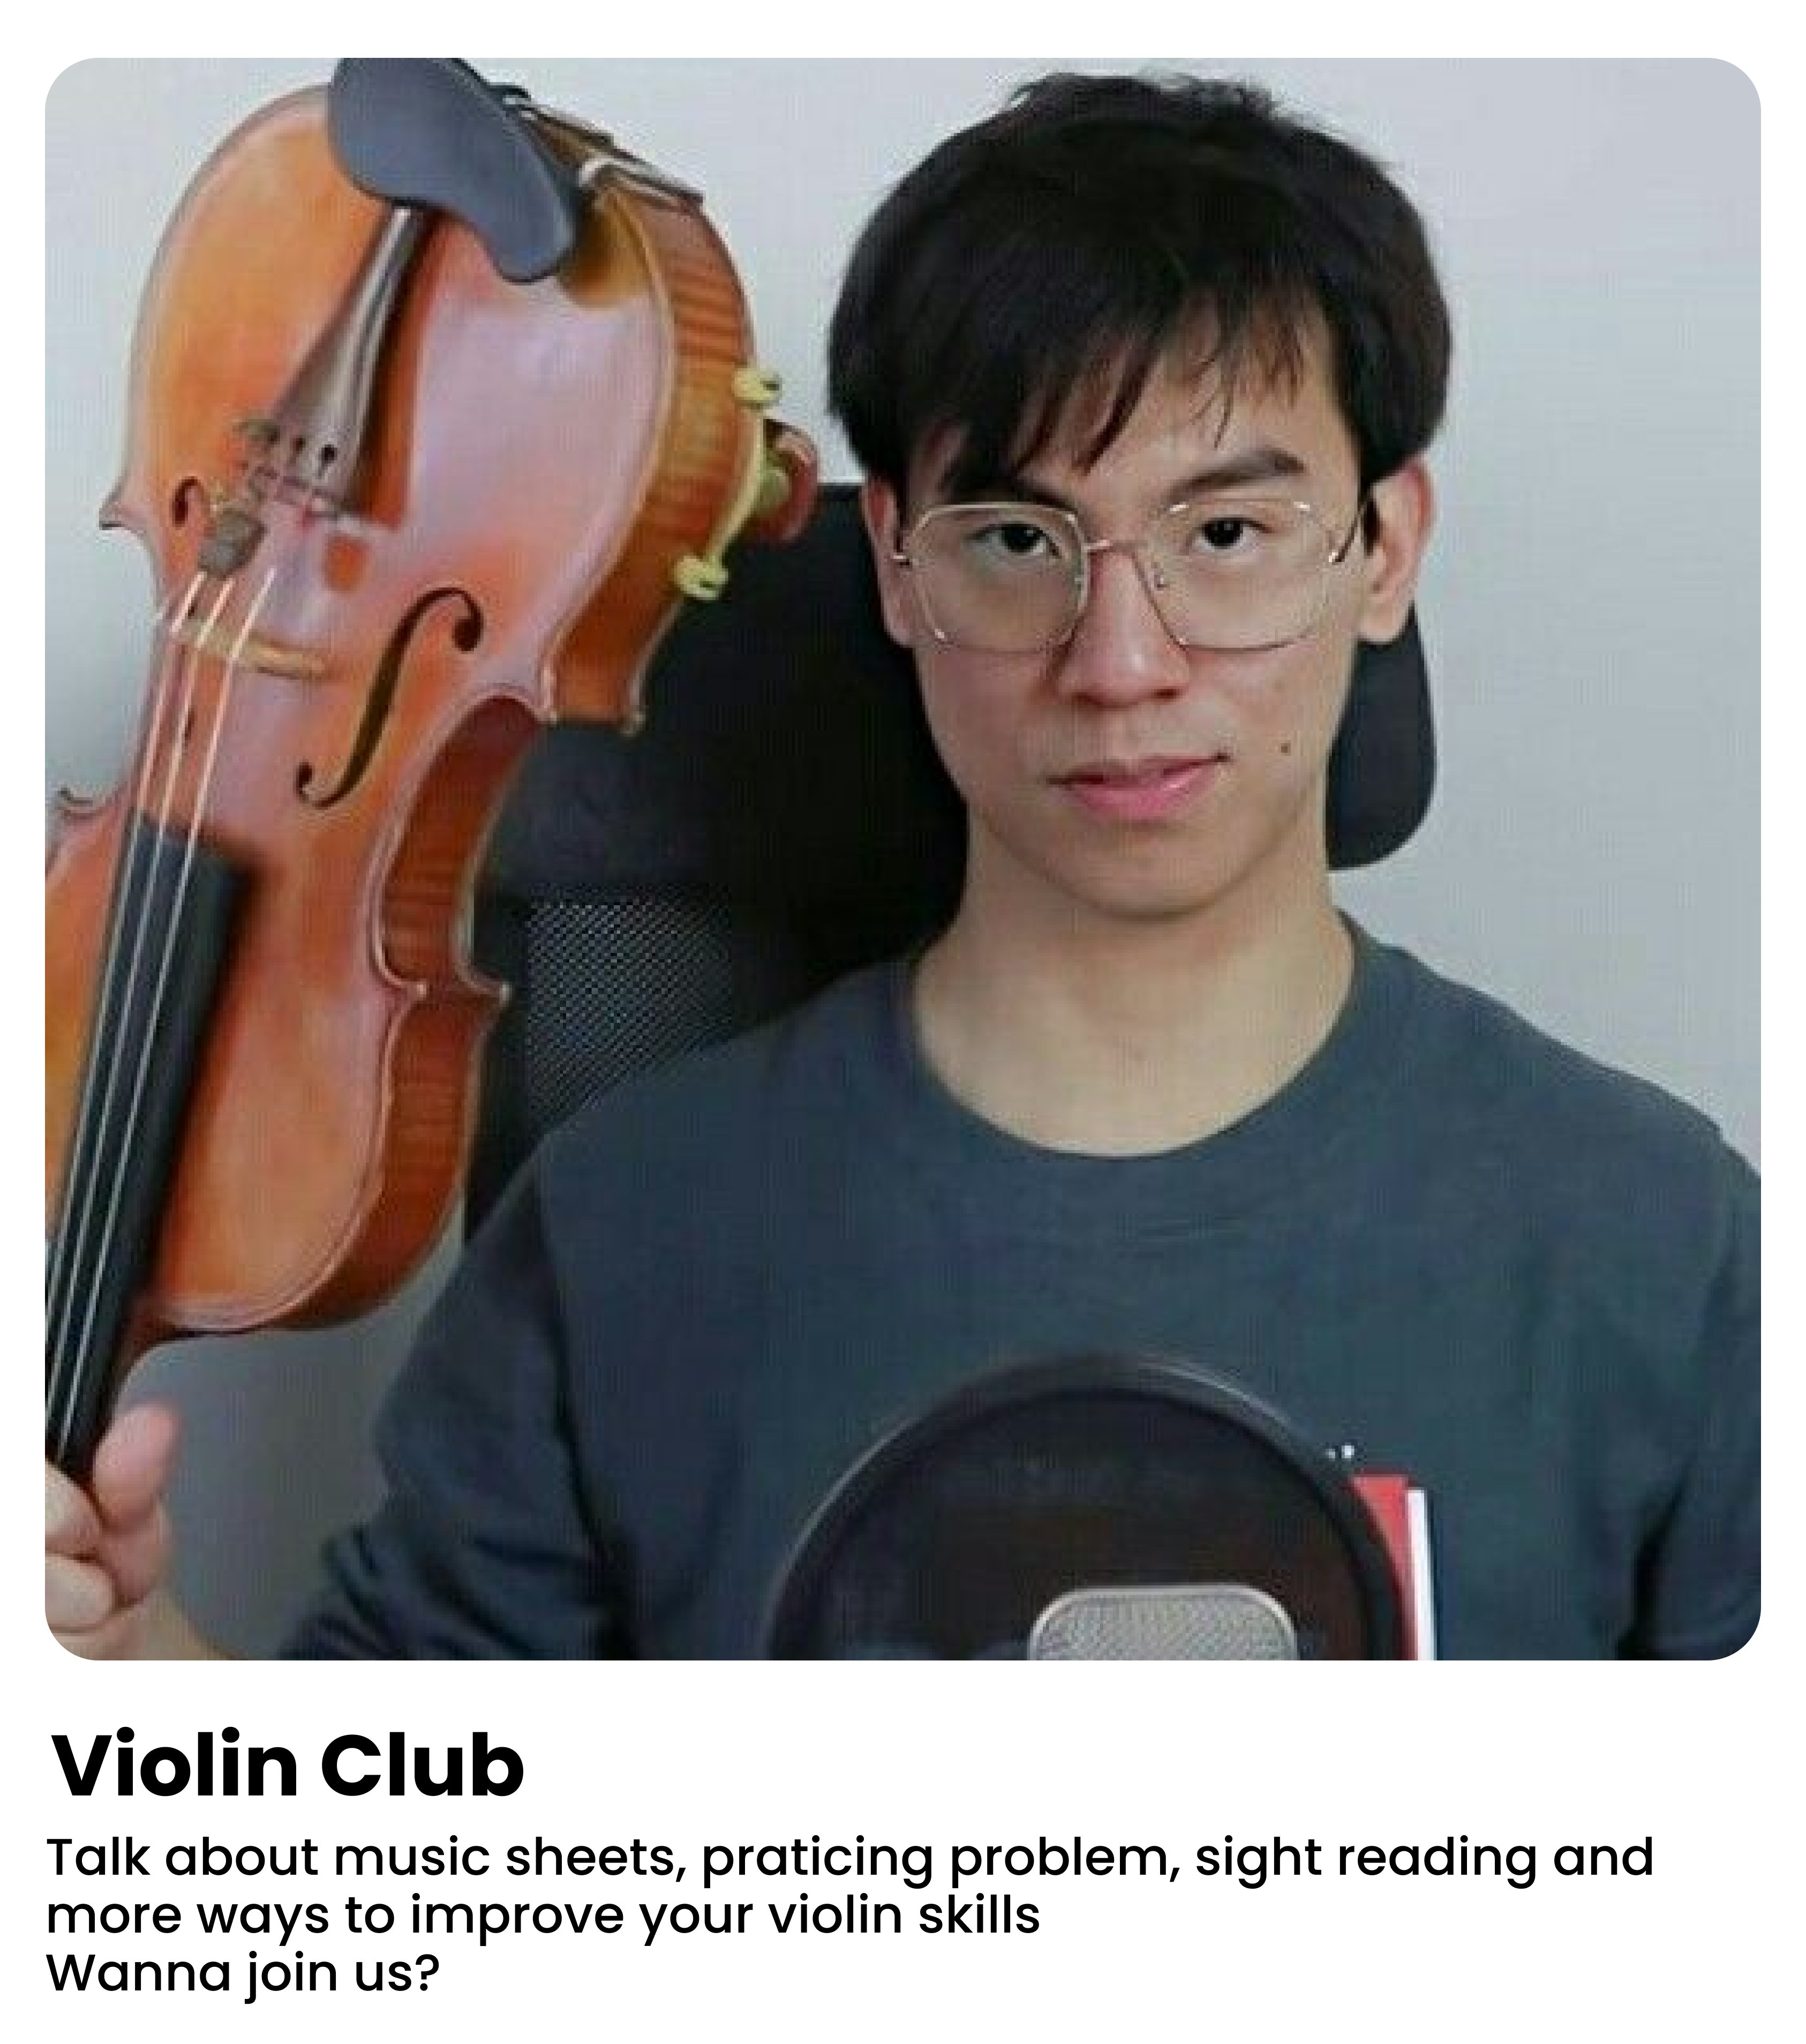 Violin Club
Talk about music sheets, praticing problem, sight reading and
more ways to improve your violin skills
Wanna join us?